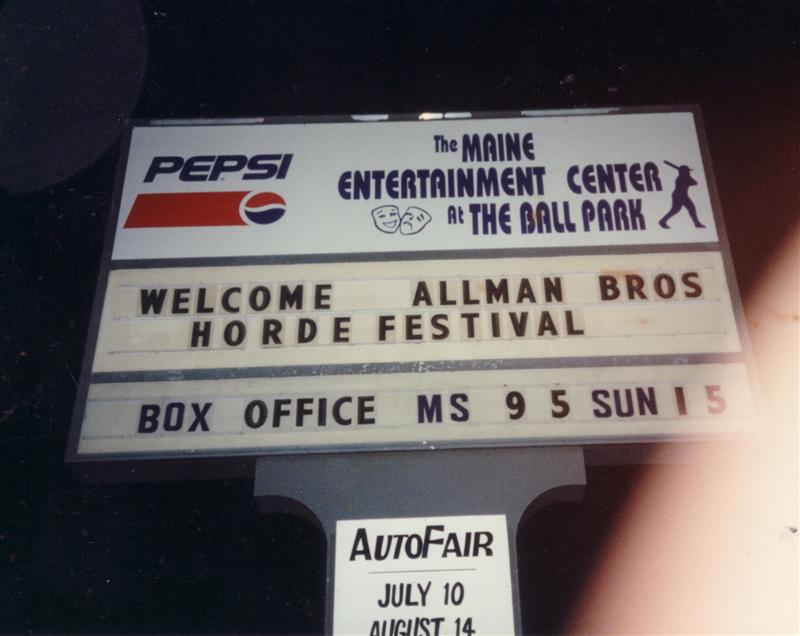 PEPSI
The MAINE
ENTERTAINMENT CENTER
At THE BALL PARK
WELCOME ALLMAN BROS
HORDE FESTIVAL
BOX OFFICE MS 9 5 SUN 1 5
AUTOFAIR
JULY 10
AUGUST 14